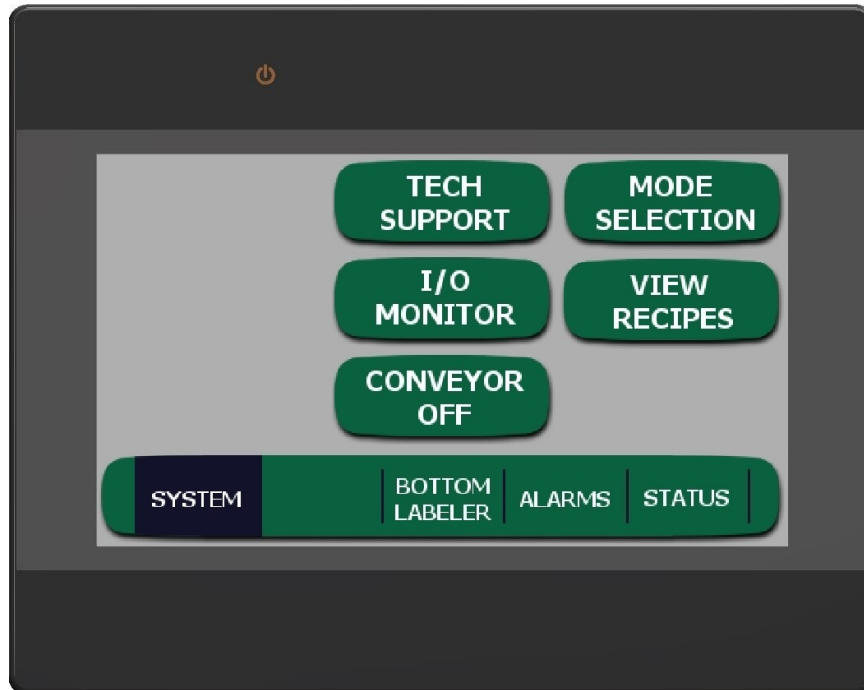 TECH
SUPPORT
MODE
SELECTION
I/O
MONITOR
VIEW
RECIPES
CONVEYOR
OFF
SYSTEM
BOTTOM
LABELER
ALARMS
STATUS